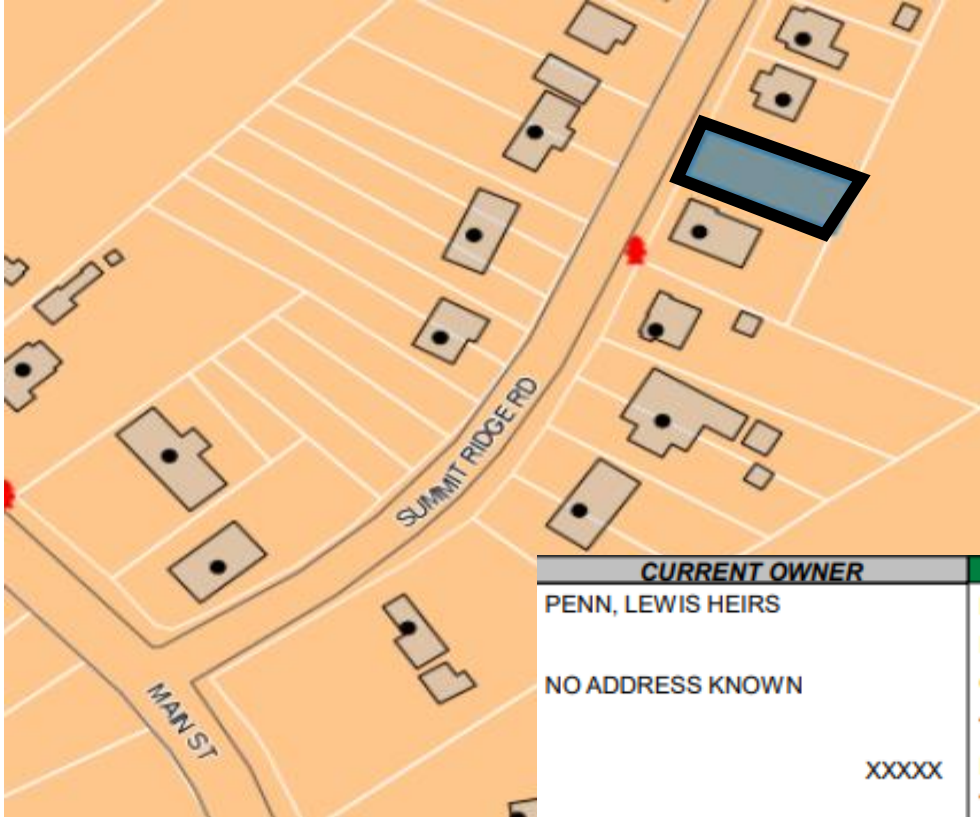 SUMMIT RIDGE RD
MAIN ST
CURRENT OWNER
PENN, LEWIS HEIRS
NO ADDRESS KNOWN
XXXXX